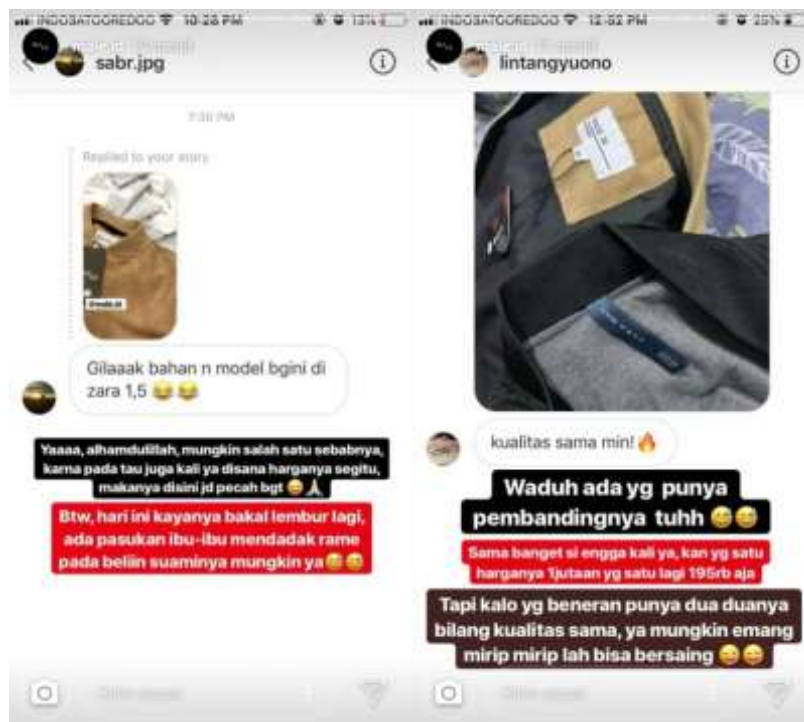 INDOSATOOREDOO 10:28 PM 13%
sabr.jpg
7:30 PM
Replied to your story
Gilaaak bahan n model bgini di
zara 1,5 😂😂
Yaaaa, alhamdulillah, mungkin salah satu sebabnya,
karna pada tau juga kali ya disana harganya segitu,
makanya disini jd pecah bgt 😄🙏
Btw, hari ini kayanya bakal lembur lagi,
ada pasukan ibu-ibu mendadak rame
pada beliin suaminya mungkin ya😅😅
INDOSATOOREDOO 12:52 PM 25%
lintangyuono
kualitas sama min!🔥
Waduh ada yg punya
pembandingnya tuhh 😅😅
Sama banget si engga kali ya, kan yg satu
harganya 1jutaan yg satu lagi 195rb aja
Tapi kalo yg beneran punya dua duanya
bilang kualitas sama, ya mungkin emang
mirip mirip lah bisa bersaing 😄😄